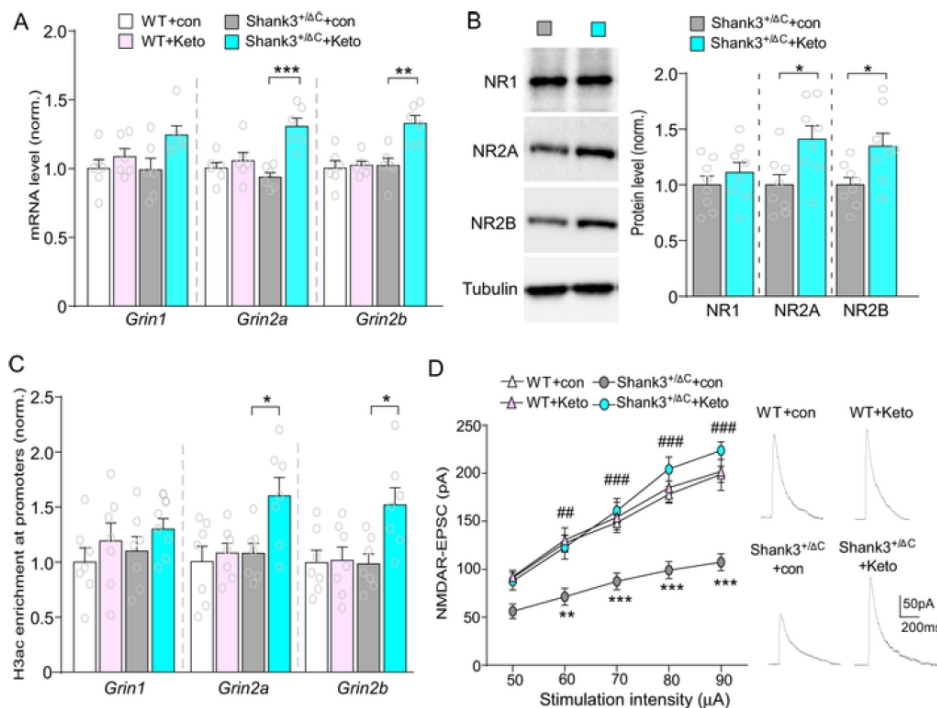 A
WT+con
Shank3+/ΔC+con
WT+Keto
Shank3+/ΔC+Keto
mRNA level (norm.)
1.5
1.0
0.5
0
***
**
Grin1
Grin2a
Grin2b
B
NR1
NR2A
NR2B
Tubulin
Shank3+/ΔC+con
Shank3+/ΔC+Keto
Protein level (norm.)
2.0
1.5
1.0
0
*
*
NR1
NR2A
NR2B
C
H3ac enrichment at promoters (norm.)
2.5
2.0
1.5
1.0
0.5
0
*
*
Grin1
Grin2a
Grin2b
D
WT+con
Shank3+/ΔC+con
WT+Keto
Shank3+/ΔC+Keto
NMDAR-EPSC (pA)
250
200
150
100
50
0
##
###
###
###
**
***
***
***
50
60
70
80
90
Stimulation intensity (μA)
WT+con
WT+Keto
Shank3+/ΔC
+con
Shank3+/ΔC
+Keto
50pA
200ms